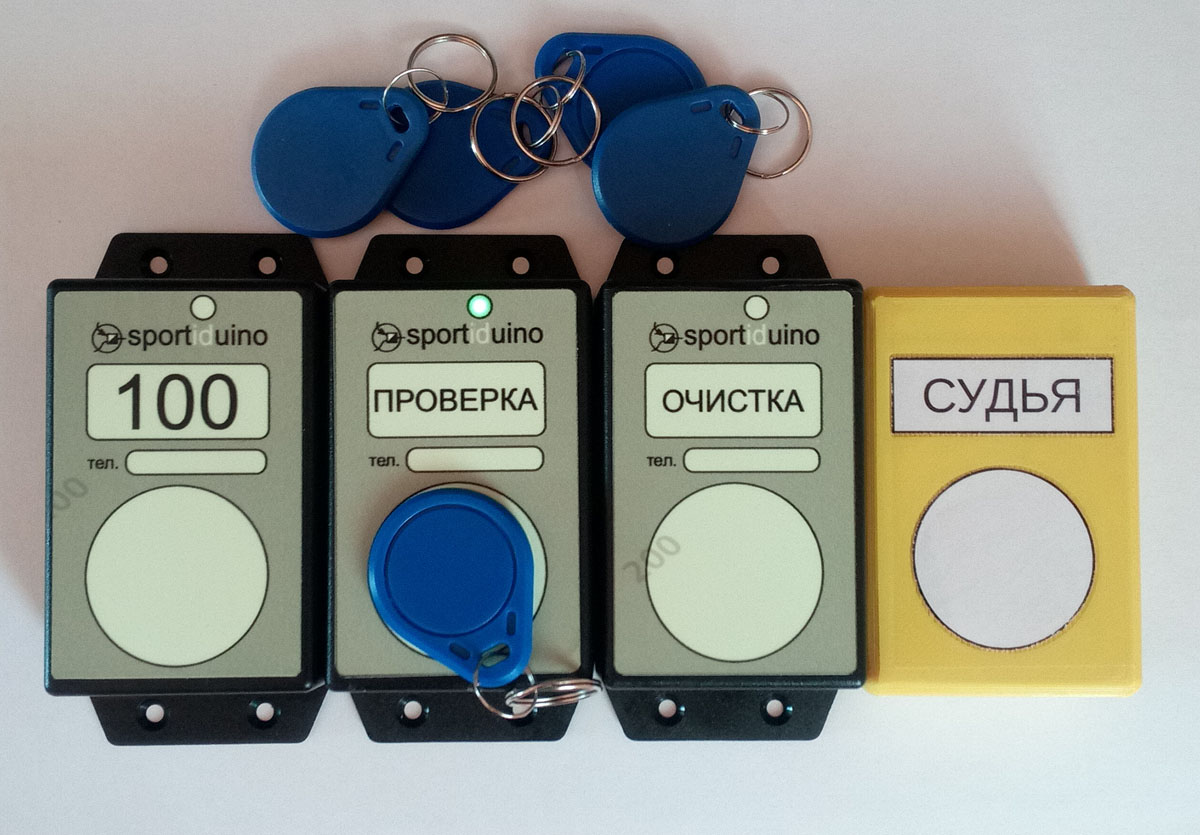 sportiduino
100
тел.
sportiduino
ПРОВЕРКА
тел.
sportiduino
ОЧИСТКА
тел.
200
СУДЬЯ